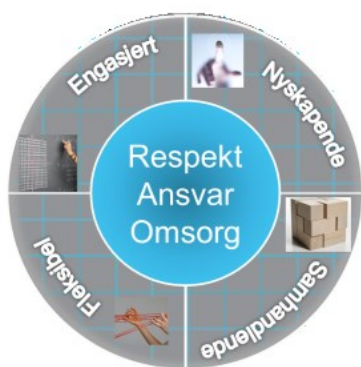 Engasjert
Nyskapende
Respekt
Ansvar
Omsorg
Fleksibel
Samhandlende